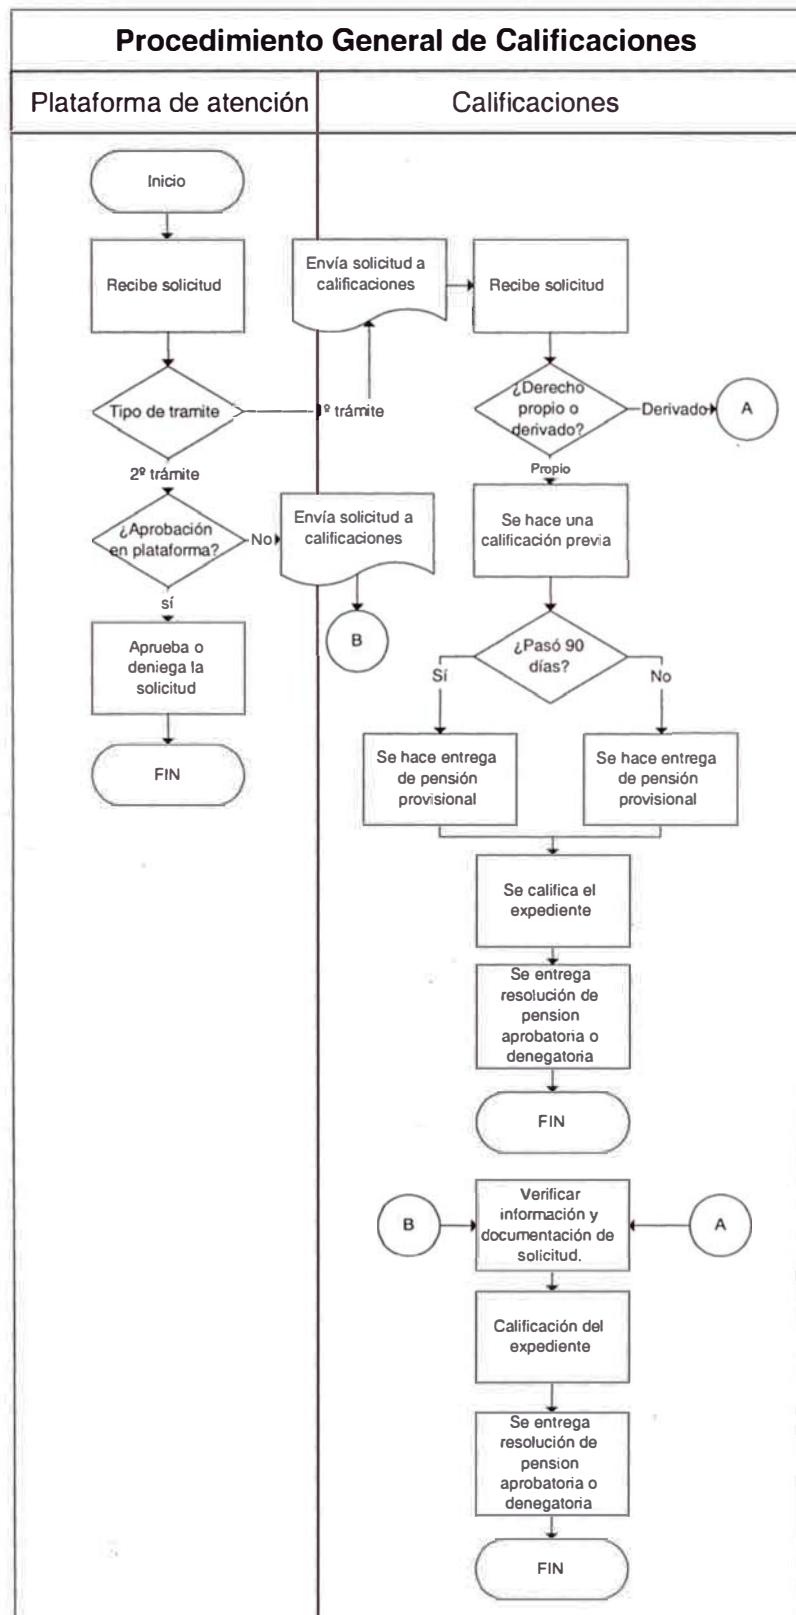 Procedimiento General de Calificaciones
Plataforma de atención
Calificaciones
Inicio
Recibe solicitud
Envía solicitud a
calificaciones
Recibe solicitud
Tipo de tramite
º trámite
¿Derecho
propio o
derivado?
Derivado
A
2º trámite
Propio
¿Aprobación
en plataforma?
No
Envía solicitud a
calificaciones
Se hace una
calificación previa
sí
B
Aprueba o
deniega la
solicitud
¿Pasó 90
días?
Sí
No
FIN
Se hace entrega
de pensión
provisional
Se hace entrega
de pensión
provisional
Se califica el
expediente
Se entrega
resolución de
pension
aprobatoria o
denegatoria
FIN
B
Verificar
información y
documentación de
solicitud.
A
Calificación del
expediente
Se entrega
resolución de
pension
aprobatoria o
denegatoria
FIN